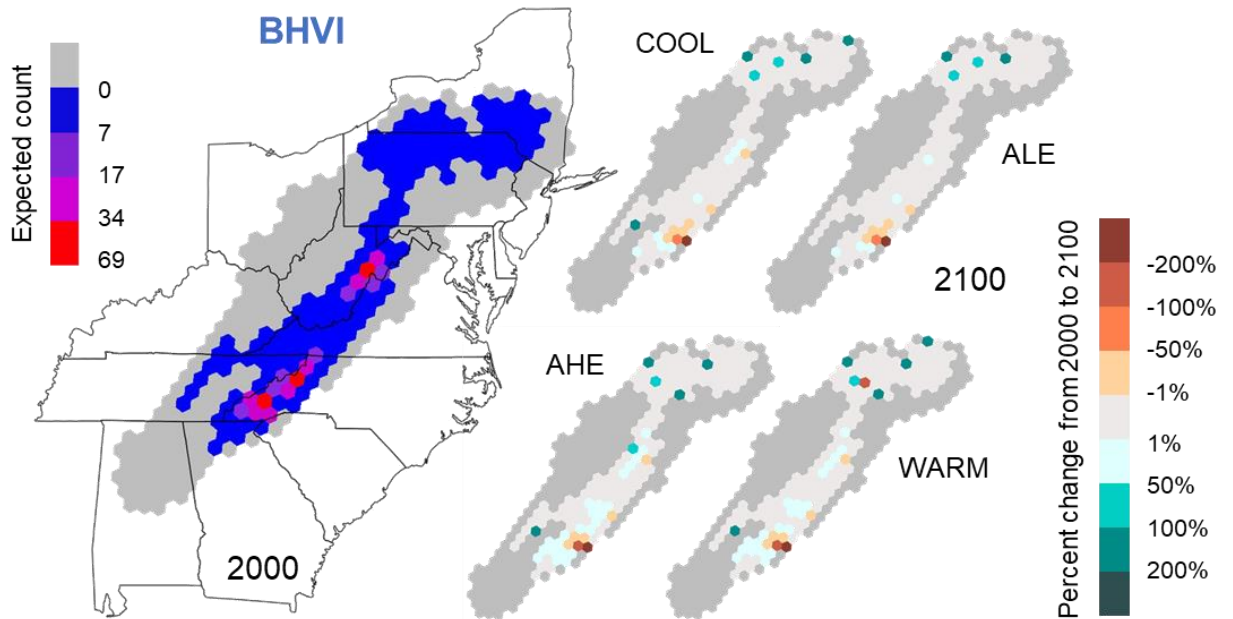 BHVI
Expected count
0
7
17
34
69
2000
COOL
ALE
2100
AHE
WARM
Percent change from 2000 to 2100
-200%
-100%
-50%
-1%
1%
50%
100%
200%